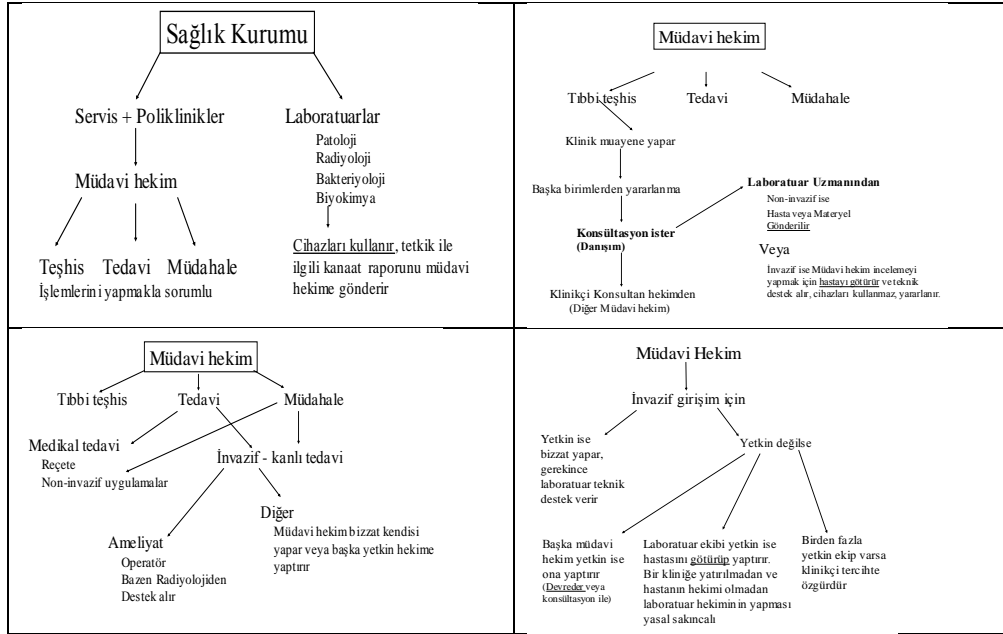 Sağlık Kurumu
Servis + Poliklinikler
Müdavi hekim
Teşhis Tedavi Müdahale
İşlemlerini yapmakla sorumlu
Laboratuarlar
Patoloji
Radiyoloji
Bakteriyoloji
Biyokimya
Cihazları kullanır, tetkik ile
ilgili kanaat raporunu müdavi
hekime gönderir
Müdavi hekim
Tıbbi teşhis Tedavi Müdahale
Klinik muayene yapar
Başka birimlerden yararlanma
Konsültasyon ister
(Danışım)
Klinikçi Konsultan hekimden
(Diğer Müdavi hekim)
Laboratuar Uzmanından
Non-invazif ise
Hasta veya Materyel
Gönderilir
Veya
İnvazif ise Müdavi hekim incelemeyi
yapmak için hastayı götürür ve teknik
destek alır, cihazları kullanmaz, yararlanır.
Müdavi hekim
Tıbbi teşhis Tedavi Müdahale
Medikal tedavi
Reçete
Non-invazif uygulamalar
İnvazif - kanlı tedavi
Ameliyat
Operatör
Bazen Radiyolojiden
Destek alır
Diğer
Müdavi hekim bizzat kendisi
yapar veya başka yetkin hekime
yaptırır
Müdavi Hekim
İnvazif girişim için
Yetkin ise
bizzat yapar,
gerekince
laboratuar teknik
destek verir
Yetkin değilse
Başka müdavi
hekim yetkin ise
ona yaptırır
(Devreder veya
konsültasyon ile)
Laboratuar ekibi yetkin ise
hastasını götürüp yaptırır.
Bir kliniğe yatırılmadan ve
hastanın hekimi olmadan
laboratuar hekiminin yapması
yasal sakıncalı
Birden fazla
yetkin ekip varsa
klinikçi tercihte
özgürdür